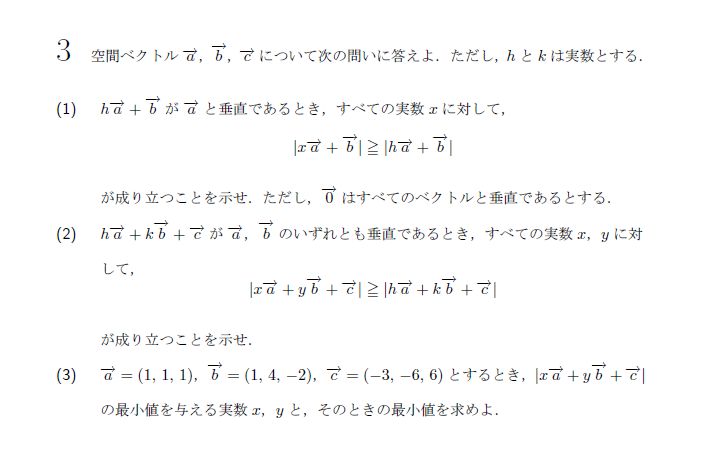 3 空間ベクトル $\overrightarrow{a}$, $\overrightarrow{b}$, $\overrightarrow{c}$ について次の問いに答えよ．ただし, $h$ と $k$ は実数とする．
(1) $h\overrightarrow{a}+\overrightarrow{b}$ が $\overrightarrow{a}$ と垂直であるとき，すべての実数 $x$ に対して，
$|x\overrightarrow{a}+\overrightarrow{b}| \geqq |h\overrightarrow{a}+\overrightarrow{b}|$
が成り立つことを示せ．ただし， $\overrightarrow{0}$ はすべてのベクトルと垂直であるとする．
(2) $h\overrightarrow{a}+k\overrightarrow{b}+\overrightarrow{c}$ が $\overrightarrow{a}$, $\overrightarrow{b}$ のいずれとも垂直であるとき，すべての実数 $x$, $y$ に対
して，
$|x\overrightarrow{a}+y\overrightarrow{b}+\overrightarrow{c}| \geqq |h\overrightarrow{a}+k\overrightarrow{b}+\overrightarrow{c}|$
が成り立つことを示せ．
(3) $\overrightarrow{a}=(1, 1, 1)$, $\overrightarrow{b}=(1, 4, -2)$, $\overrightarrow{c}=(-3, -6, 6)$ とするとき， $|x\overrightarrow{a}+y\overrightarrow{b}+\overrightarrow{c}|$
の最小値を与える実数 $x$, $y$ と，そのときの最小値を求めよ．